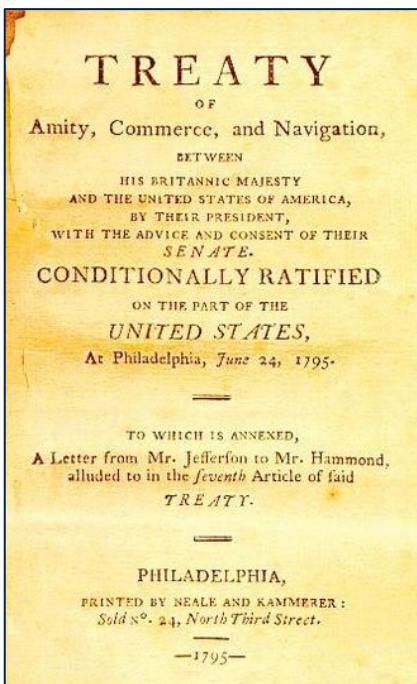 TREATY
OF
Amity, Commerce, and Navigation,
BETWEEN
HIS BRITANNIC MAJESTY
AND THE UNITED STATES OF AMERICA,
BY THEIR PRESIDENT,
WITH THE ADVICE AND CONSENT OF THEIR
SENATE.
CONDITIONALLY RATIFIED
ON THE PART OF THE
UNITED STATES,
At Philadelphia, June 24, 1795.
TO WHICH IS ANNEXED,
A Letter from Mr. Jefferſon to Mr. Hammond,
alluded to in the ſeventh Article of ſaid
TREATY.
PHILADELPHIA,
PRINTED BY NEALE AND KAMMERER:
Sold No. 24, North Third Street.
—1795—